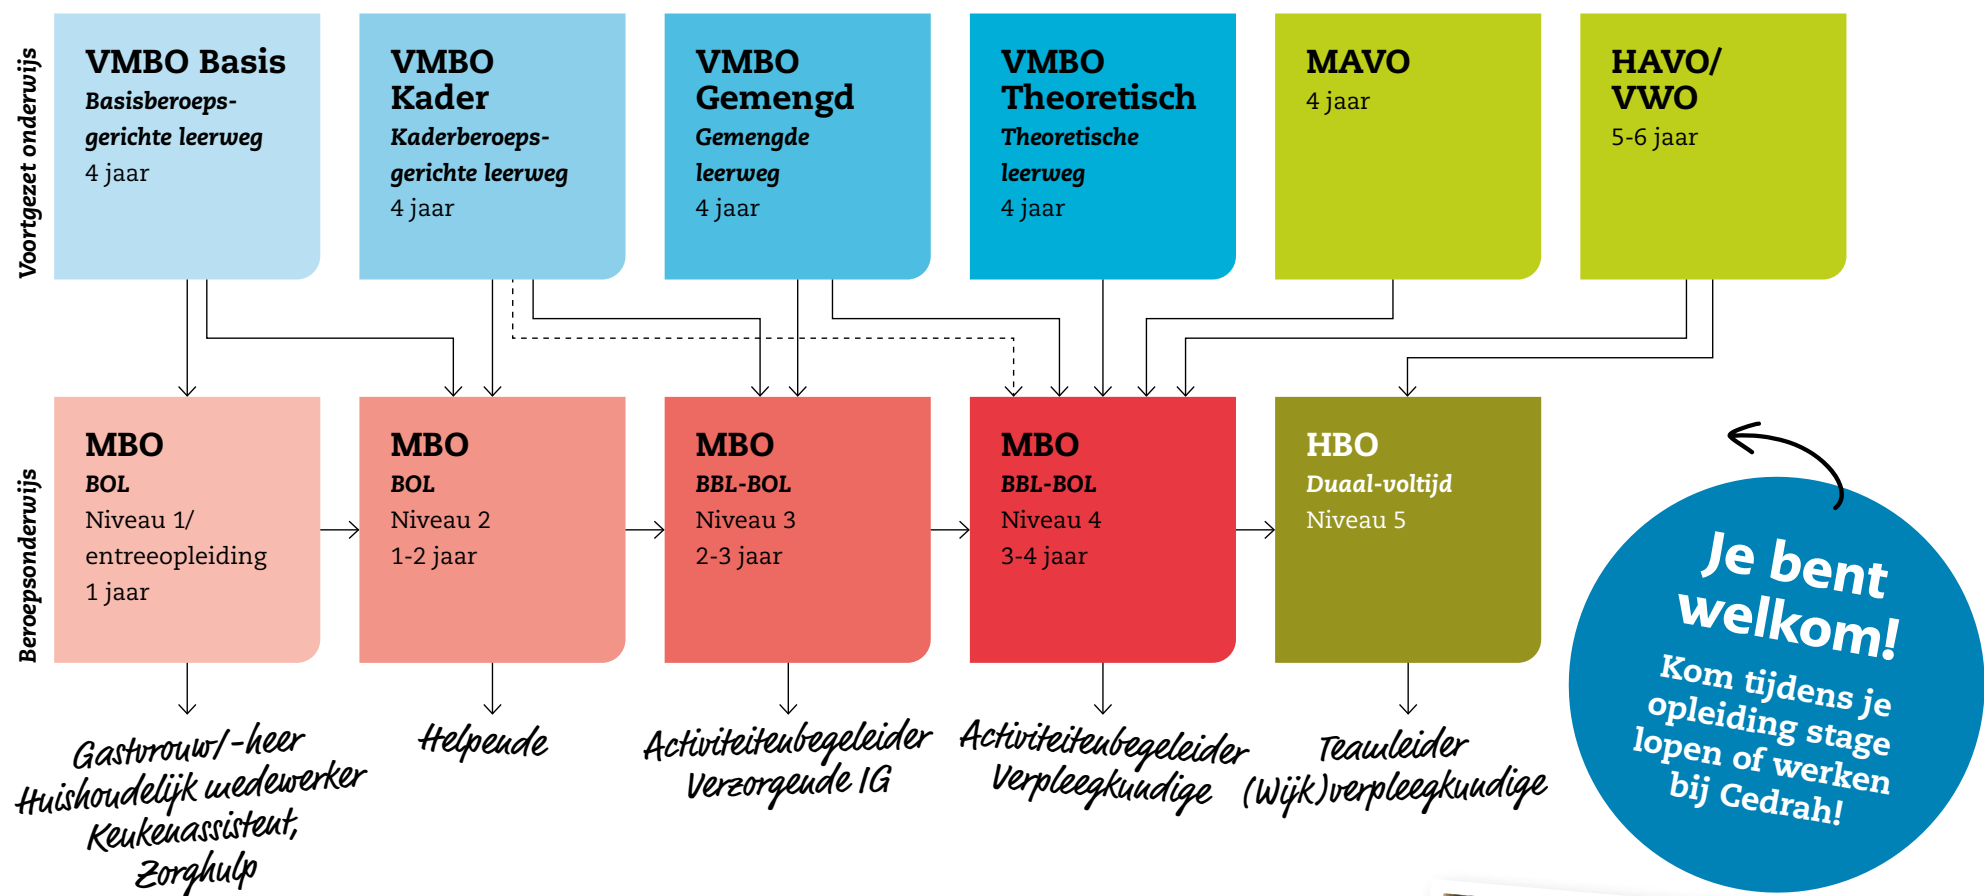 Voortgezet onderwijs
VMBO Basis
Basisberoeps-
gerichte leerweg
4 jaar
VMBO
Kader
Kaderberoeps-
gerichte leerweg
4 jaar
VMBO
Gemengd
Gemengde
leerweg
4 jaar
VMBO
Theoretisch
Theoretische
leerweg
4 jaar
MAVO
4 jaar
HAVO/
VWO
5-6 jaar
Beroepsonderwijs
MBO
BOL
Niveau 1/
entreeopleiding
1 jaar
MBO
BOL
Niveau 2
1-2 jaar
MBO
BBL-BOL
Niveau 3
2-3 jaar
MBO
BBL-BOL
Niveau 4
3-4 jaar
HBO
Duaal-voltijd
Niveau 5
Gastvrouw/-heer
Huishoudelijk medewerker
Keukenassistent,
Zorghulp
Helpende
Activiteitenbegeleider
Verzorgende IG
Activiteitenbegeleider
Verpleegkundige
Teamleider
(Wijk)verpleegkundige
Je bent
welkom!
Kom tijdens je
opleiding stage
lopen of werken
bij Gedrah!